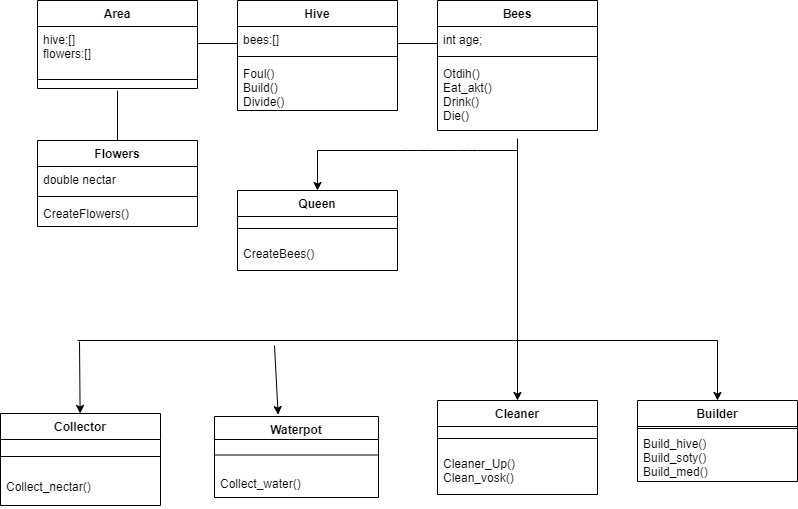 Area
hive:[]
flowers:[]
Hive
bees:[]
Foul()
Build()
Divide()
Bees
int age;
Otdih()
Eat_akt()
Drink()
Die()
Flowers
double nectar
CreateFlowers()
Queen
CreateBees()
Collector
Collect_nectar()
Waterpot
Collect_water()
Cleaner
Cleaner_Up()
Clean_vosk()
Builder
Build_hive()
Build_soty()
Build_med()